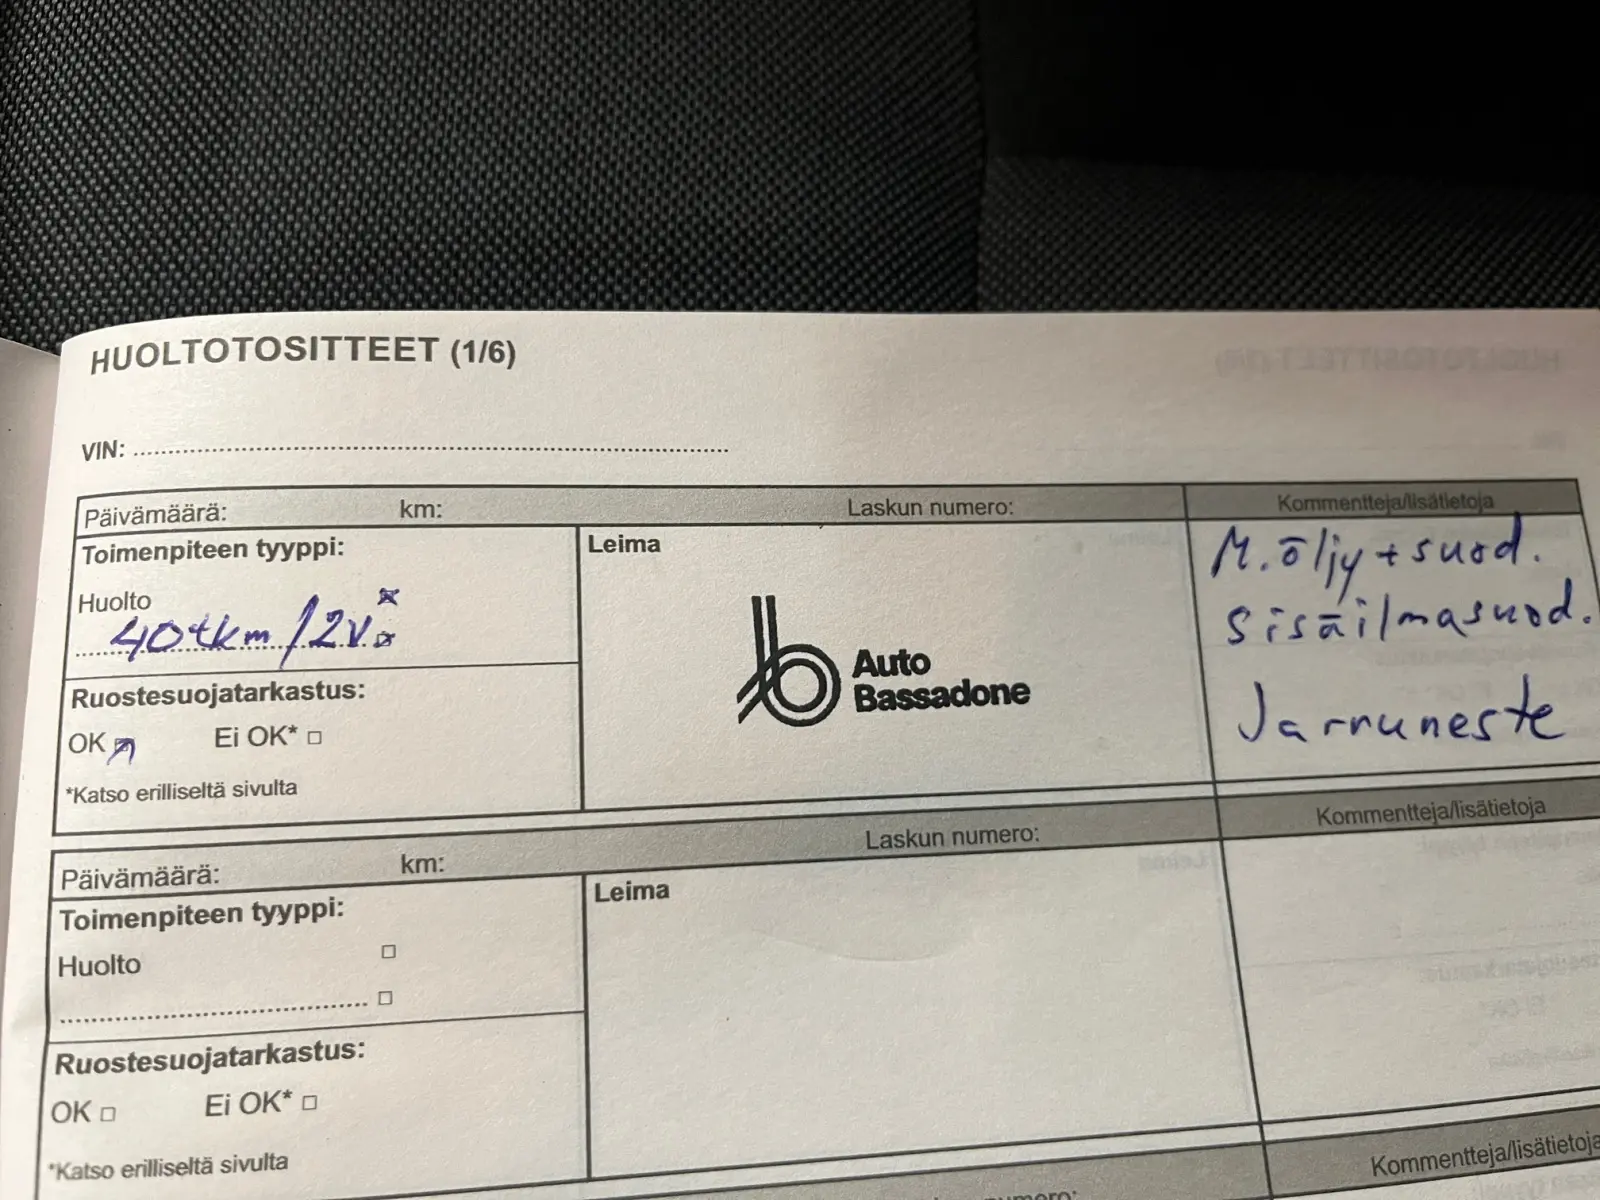 HUOLTOTOSITTEET (1/6)
VIN:
Päivämäärä: km: Laskun numero: Kommentteja/lisätietoja
Toimenpiteen tyyppi:
Huolto
40tkm/2v.
Leima
Auto
Bassadone
M.öljy+suod.
sisäilmasuod.
Jarruneste
Ruostesuojatarkastus:
OK Ei OK*
*Katso erilliseltä sivulta
Päivämäärä: km: Laskun numero: Kommentteja/lisätietoja
Toimenpiteen tyyppi:
Huolto
Leima
Ruostesuojatarkastus:
OK Ei OK*
*Katso erilliseltä sivulta
Kommentteja/lisätietoja